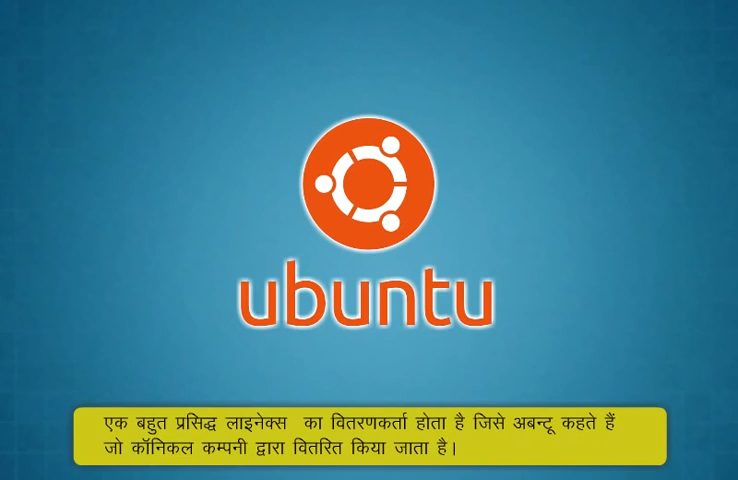 ubuntu
एक बहुत प्रसिद्ध लाइनेक्स का वितरणकर्ता होता है जिसे अबन्टू कहते हैं
जो कॉनिकल कम्पनी द्वारा वितरित किया जाता है।